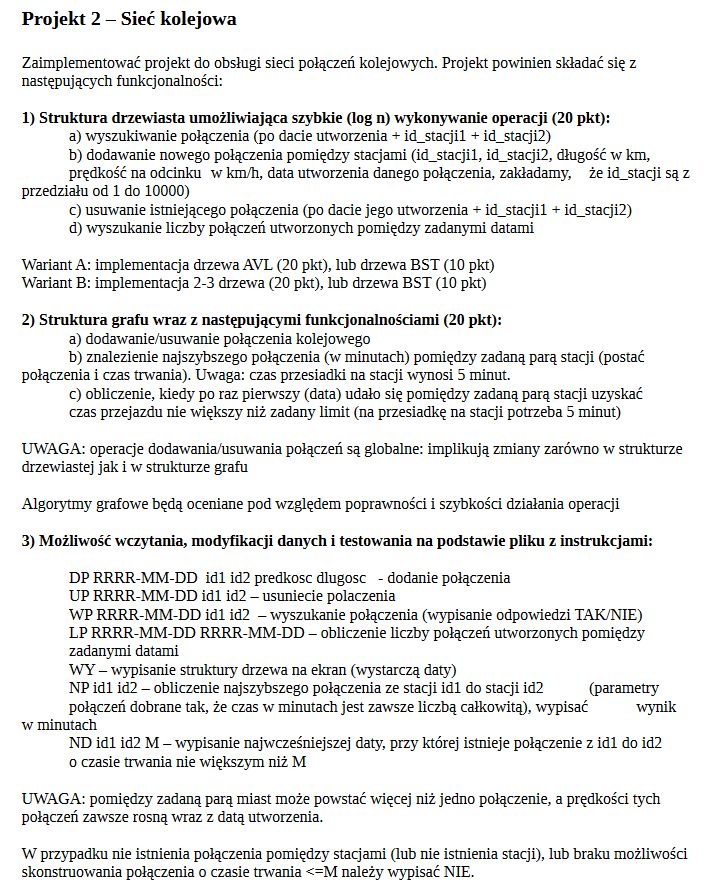 Projekt 2 – Sieć kolejowa
Zaimplementować projekt do obsługi sieci połączeń kolejowych. Projekt powinien składać się z
następujących funkcjonalności:
1) Struktura drzewiasta umożliwiająca szybkie (log n) wykonywanie operacji (20 pkt):
a) wyszukiwanie połączenia (po dacie utworzenia + id_stacji1 + id_stacji2)
b) dodawanie nowego połączenia pomiędzy stacjami (id_stacji1, id_stacji2, długość w km,
prędkość na odcinku w km/h, data utworzenia danego połączenia, zakładamy, że id_stacji są z
przedziału od 1 do 10000)
c) usuwanie istniejącego połączenia (po dacie jego utworzenia + id_stacji1 + id_stacji2)
d) wyszukanie liczby połączeń utworzonych pomiędzy zadanymi datami
Wariant A: implementacja drzewa AVL (20 pkt), lub drzewa BST (10 pkt)
Wariant B: implementacja 2-3 drzewa (20 pkt), lub drzewa BST (10 pkt)
2) Struktura grafu wraz z następującymi funkcjonalnościami (20 pkt):
a) dodawanie/usuwanie połączenia kolejowego
b) znalezienie najszybszego połączenia (w minutach) pomiędzy zadaną parą stacji (postać
połączenia i czas trwania). Uwaga: czas przesiadki na stacji wynosi 5 minut.
c) obliczenie, kiedy po raz pierwszy (data) udało się pomiędzy zadaną parą stacji uzyskać
czas przejazdu nie większy niż zadany limit (na przesiadkę na stacji potrzeba 5 minut)
UWAGA: operacje dodawania/usuwania połączeń są globalne: implikują zmiany zarówno w strukturze
drzewiastej jak i w strukturze grafu
Algorytmy grafowe będą oceniane pod względem poprawności i szybkości działania operacji
3) Możliwość wczytania, modyfikacji danych i testowania na podstawie pliku z instrukcjami:
DP RRRR-MM-DD id1 id2 predkosc dlugosc - dodanie połączenia
UP RRRR-MM-DD id1 id2 – usuniecie polaczenia
WP RRRR-MM-DD id1 id2 – wyszukanie połączenia (wypisanie odpowiedzi TAK/NIE)
LP RRRR-MM-DD RRRR-MM-DD – obliczenie liczby połączeń utworzonych pomiędzy
zadanymi datami
WY – wypisanie struktury drzewa na ekran (wystarczą daty)
NP id1 id2 – obliczenie najszybszego połączenia ze stacji id1 do stacji id2 (parametry
połączeń dobrane tak, że czas w minutach jest zawsze liczbą całkowitą), wypisać wynik
w minutach
ND id1 id2 M – wypisanie najwcześniejszej daty, przy której istnieje połączenie z id1 do id2
o czasie trwania nie większym niż M
UWAGA: pomiędzy zadaną parą miast może powstać więcej niż jedno połączenie, a prędkości tych
połączeń zawsze rosną wraz z datą utworzenia.
W przypadku nie istnienia połączenia pomiędzy stacjami (lub nie istnienia stacji), lub braku możliwości
skonstruowania połączenia o czasie trwania <=M należy wypisać NIE.